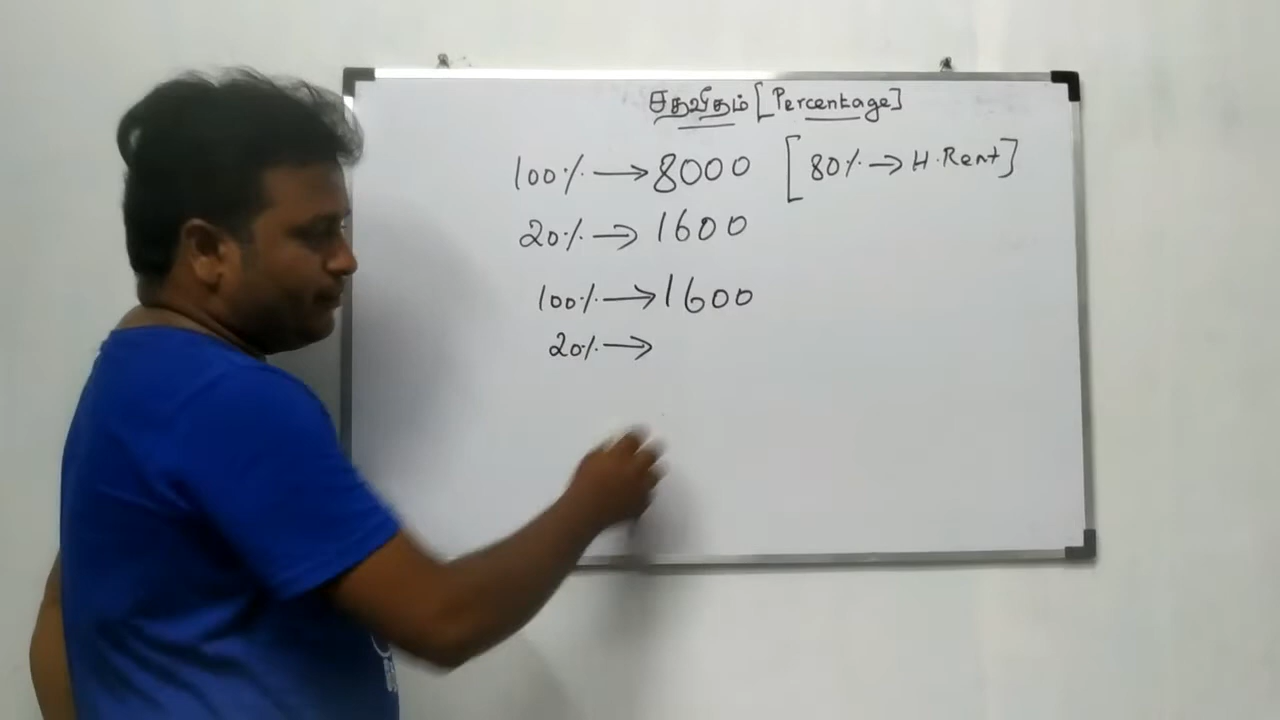 சதவீதம் [Percentage]
100% → 8000 [80% → H.Rent]
20% → 1600
100% → 1600
20% →